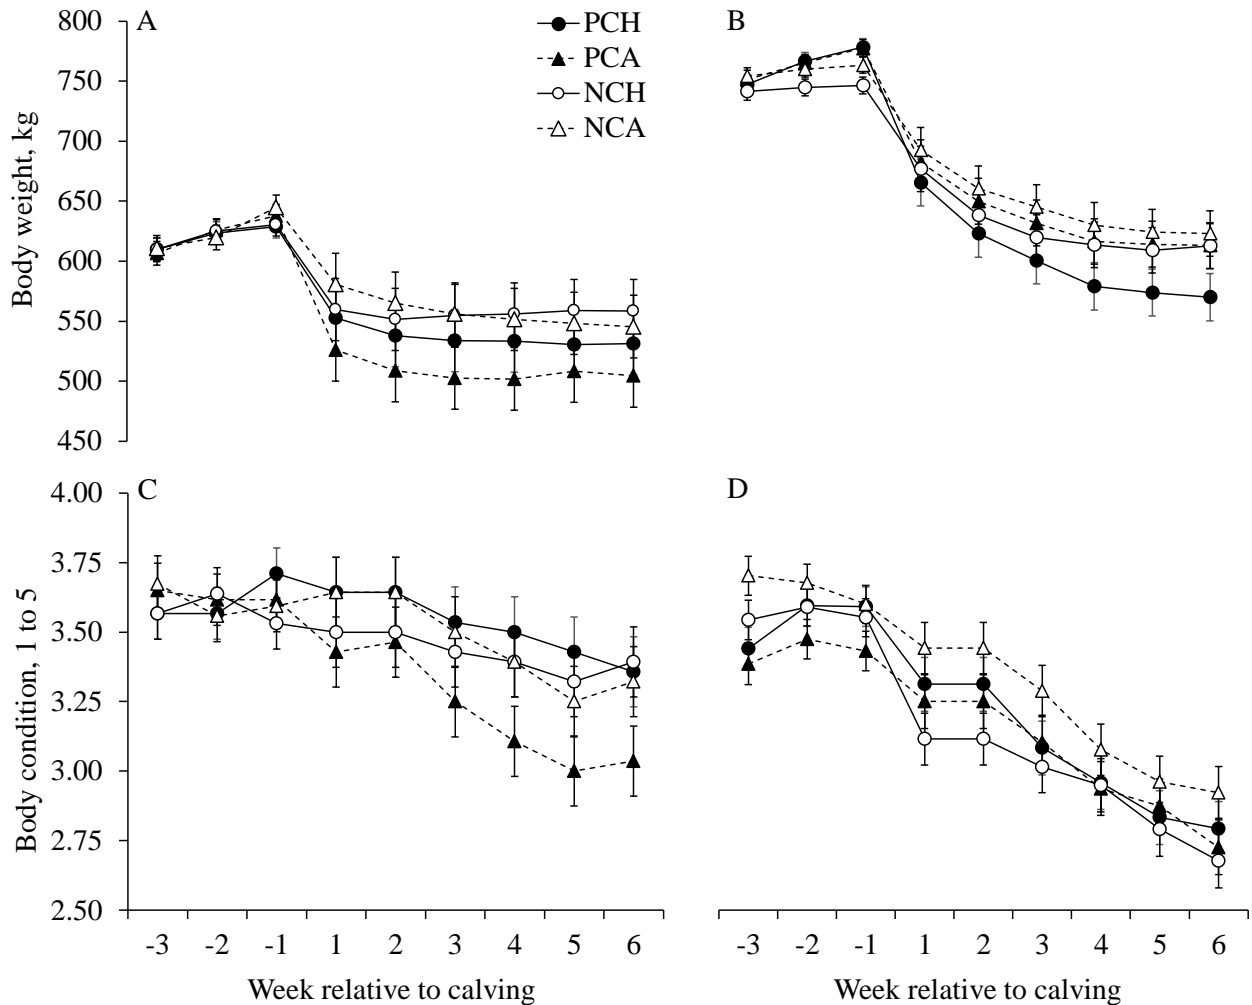 A
B
PCH
PCA
NCH
NCA
Body weight, kg
800
750
700
650
600
550
500
450
C
D
Body condition, 1 to 5
4.00
3.75
3.50
3.25
3.00
2.75
2.50
-3 -2 -1 1 2 3 4 5 6
-3 -2 -1 1 2 3 4 5 6
Week relative to calving
Week relative to calving